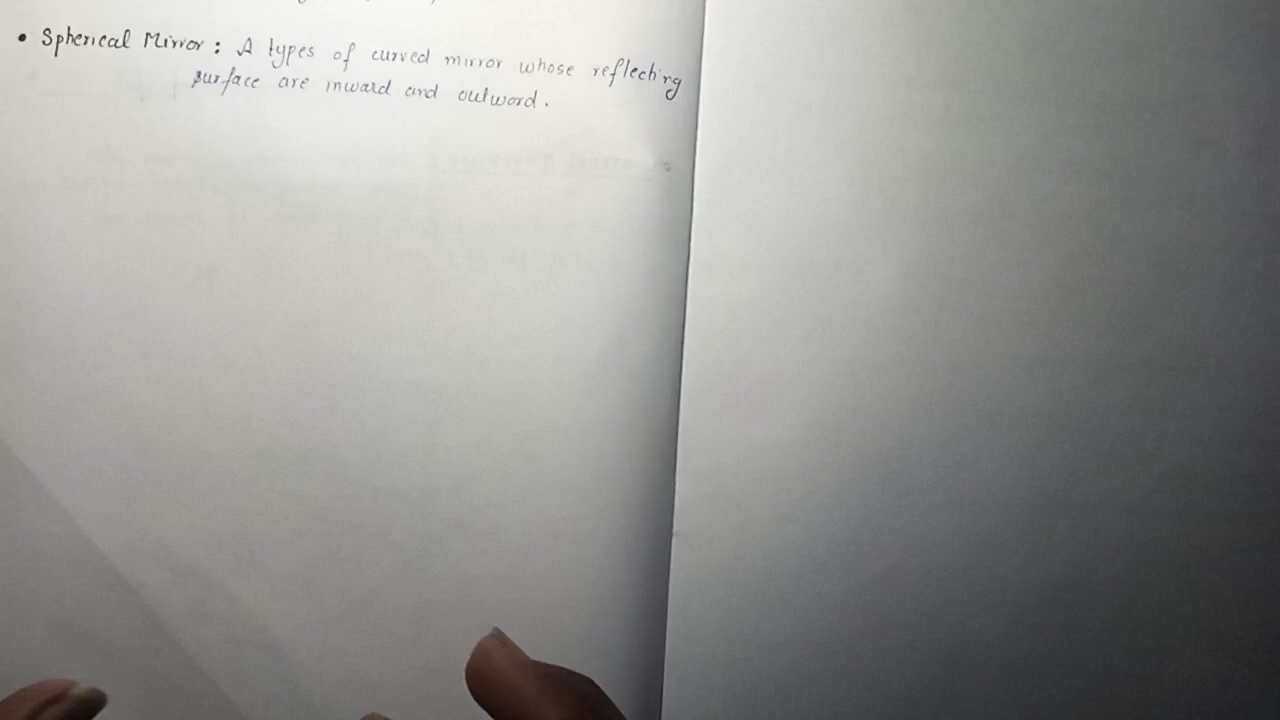 • Spherical Mirror : A types of curved mirror whose reflecting
surface are inward and outword.